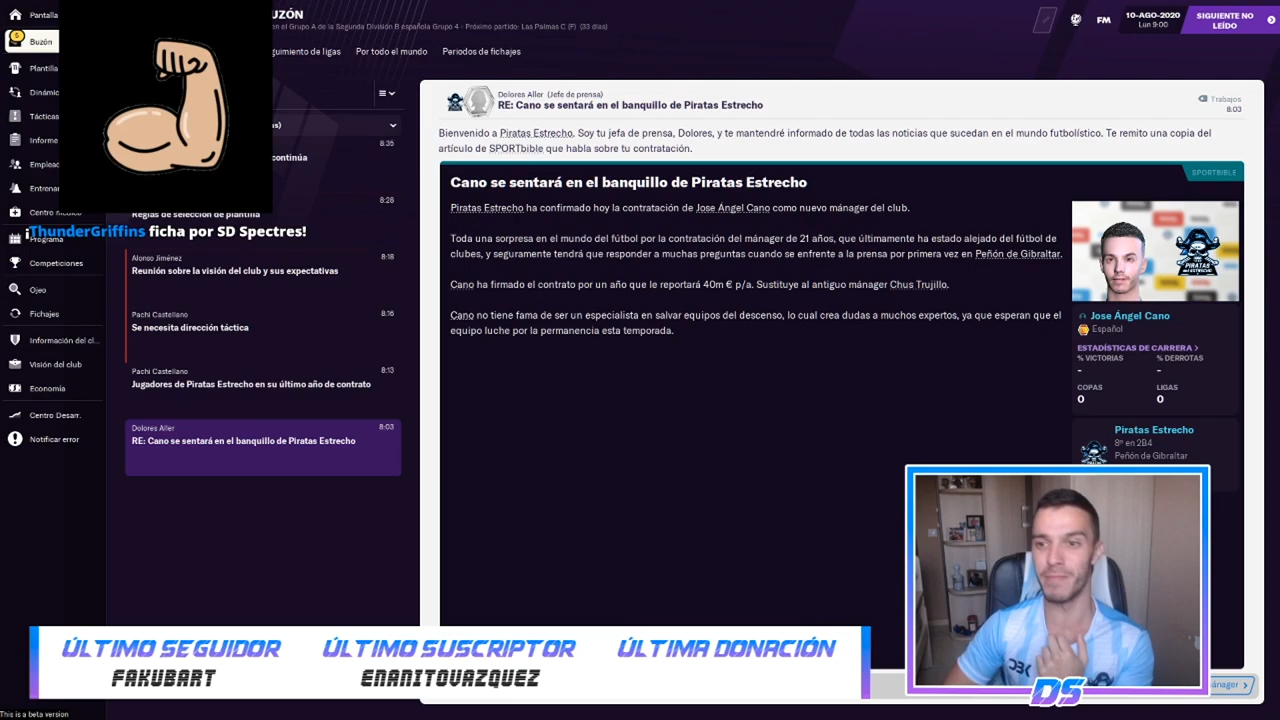 Pantalla
Buzón
5
Plantilla
Dinámic
Tácticas
Informe
Emplead
Entrenar
Centro médico
Programa
Competiciones
Ojeo
Fichajes
Información del cl...
Visión del club
Economía
Centro Desarr.
Notificar error
This is a beta version
UZÓN
en el Grupo A de la Segunda División B española Grupo 4 - Próximo partido: Las Palmas C (F) (33 días)
guimiento de ligas
Por todo el mundo
Periodos de fichajes
FM
10-AGO-2020
Lun 9:00
SIGUIENTE NO
LEÍDO
s)
8:35
continúa
8:28
Reglas de selección de plantilla
¡ThunderGriffins ficha por SD Spectres!
Alonso Jiménez
8:18
Reunión sobre la visión del club y sus expectativas
Pachi Castellano
8:16
Se necesita dirección táctica
Pachi Castellano
8:13
Jugadores de Piratas Estrecho en su último año de contrato
Dolores Aller
8:03
RE: Cano se sentará en el banquillo de Piratas Estrecho
Dolores Aller (Jefe de prensa)
RE: Cano se sentará en el banquillo de Piratas Estrecho
Trabajos
8.03
Bienvenido a Piratas Estrecho. Soy tu jefa de prensa, Dolores, y te mantendré informado de todas las noticias que sucedan en el mundo futbolístico. Te remito una copia del
artículo de SPORTbible que habla sobre tu contratación.
SPORTBIBLE
Cano se sentará en el banquillo de Piratas Estrecho
Piratas Estrecho ha confirmado hoy la contratación de Jose Ángel Cano como nuevo mánager del club.
Toda una sorpresa en el mundo del fútbol por la contratación del mánager de 21 años, que últimamente ha estado alejado del fútbol de
clubes, y seguramente tendrá que responder a muchas preguntas cuando se enfrente a la prensa por primera vez en Peñón de Gibraltar.
Cano ha firmado el contrato por un año que le reportará 40m € p/a. Sustituye al antiguo mánager Chus Trujillo.
Cano no tiene fama de ser un especialista en salvar equipos del descenso, lo cual crea dudas a muchos expertos, ya que esperan que el
equipo luche por la permanencia esta temporada.
PIRATAS
del ESTRECHO
Jose Ángel Cano
Español
ESTADÍSTICAS DE CARRERA >
% VICTORIAS
% DERROTAS
-
-
COPAS
LIGAS
0
0
Piratas Estrecho
8º en 2B4
Peñón de Gibraltar
ÚLTIMO SEGUIDOR
FAKUBART
ÚLTIMO SUSCRIPTOR
ENANITOVAZQUEZ
ÚLTIMA DONACIÓN
DS
ánager >